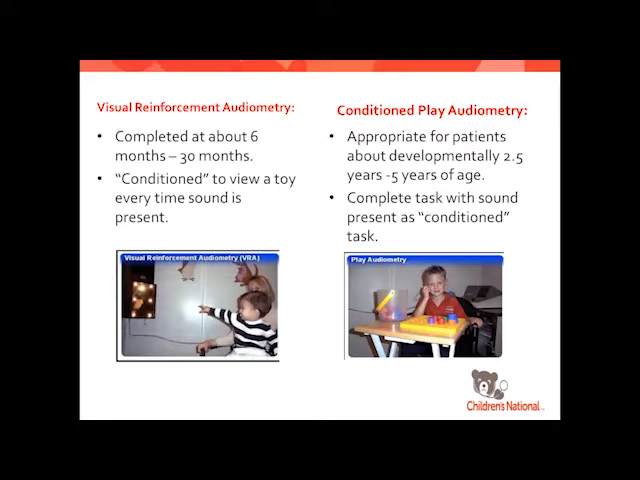 Visual Reinforcement Audiometry:
• Completed at about 6
months – 30 months.
• “Conditioned” to view a toy
every time sound is
present.
Visual Reinforcement Audiometry (VRA)
Conditioned Play Audiometry:
• Appropriate for patients
about developmentally 2.5
years -5 years of age.
• Complete task with sound
present as “conditioned”
task.
Play Audiometry
Children's National